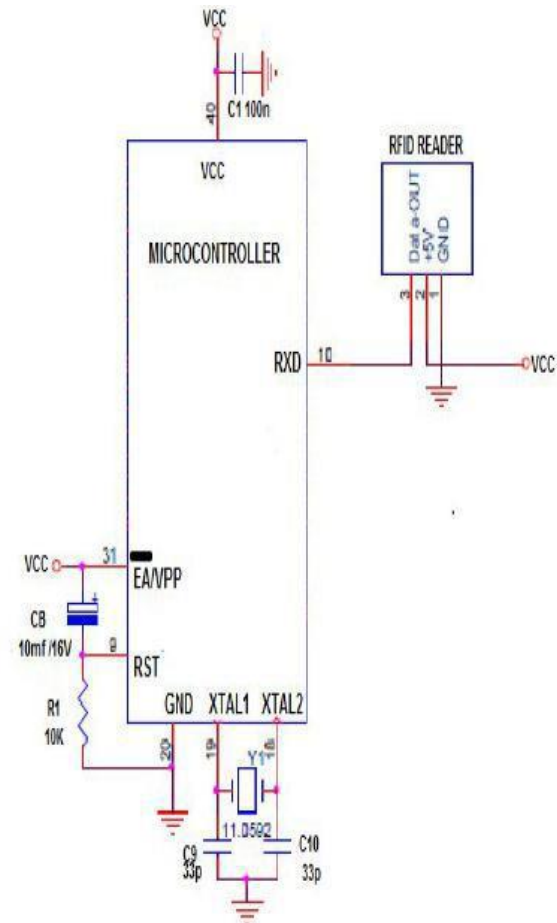 VCC
C1 100n
40
VCC
MICROCONTROLLER
RFID READER
Data-OUT
+5V
GND
3
2
1
RXD
10
VCC
VCC
31
EA/VPP
CB
10mf/16V
9
RST
R1
10K
GND
XTAL1
XTAL2
20
19
18
Y1
11.0592
C9
33p
C10
33p